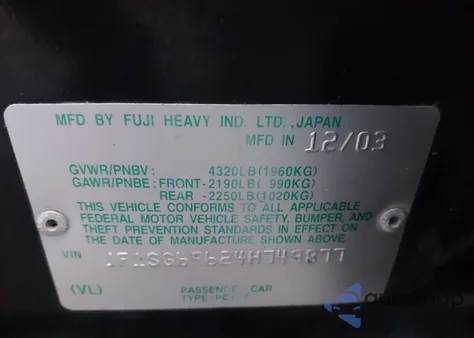 MFD BY FUJI HEAVY IND. LTD.,JAPAN
MFD IN 12/03
GVWR/PNBV: 4320LB(1960KG)
GAWR/PNBE: FRONT-2190LB( 990KG)
REAR -2250LB(1020KG)
THIS VEHICLE CONFORMS TO ALL APPLICABLE
FEDERAL MOTOR VEHICLE SAFETY, BUMPER, AND
THEFT PREVENTION STANDARDS IN EFFECT ON
THE DATE OF MANUFACTURE SHOWN ABOVE.
VIN
(VL) PASSENGER CAR
TYPE: